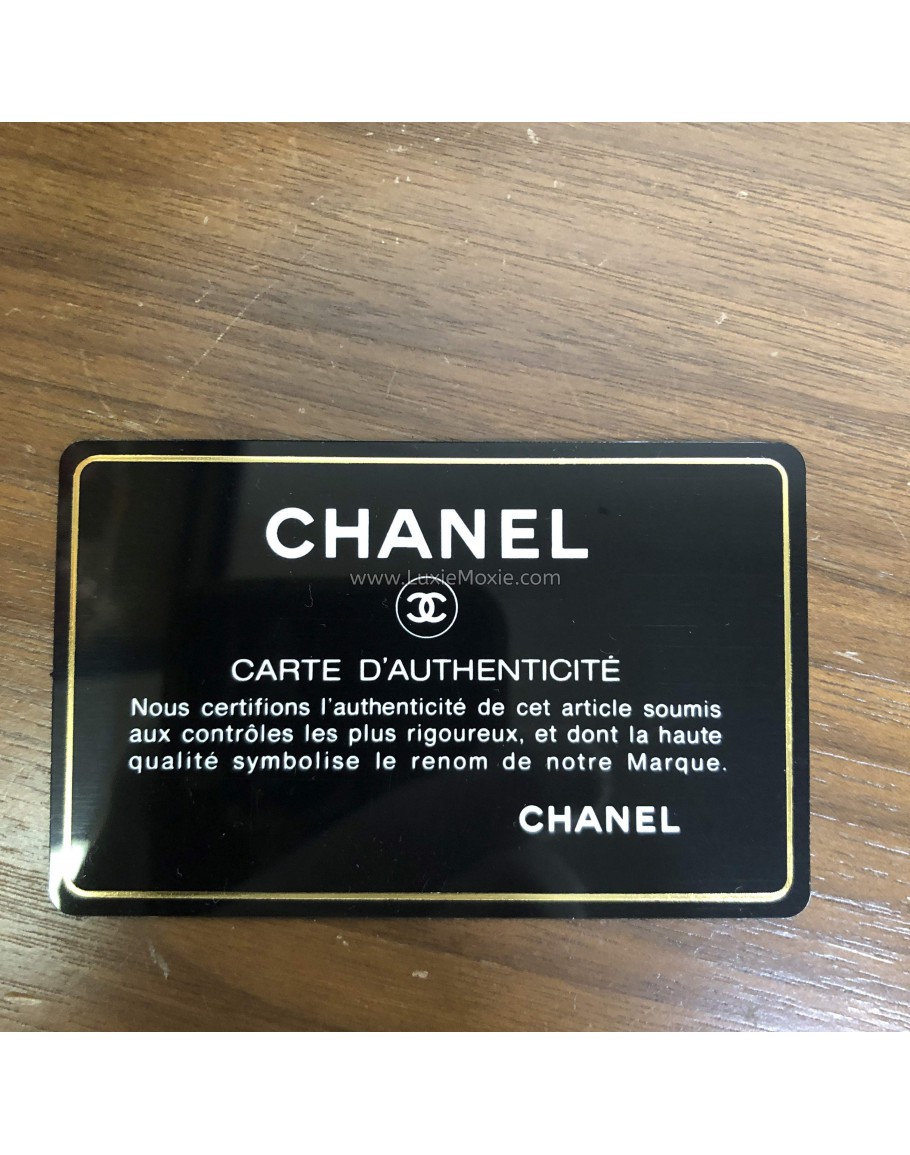 CHANEL
www.LuxieMoxie.com
CARTE D'AUTHENTICITÉ
Nous certifions l'authenticité de cet article soumis
aux contrôles les plus rigoureux, et dont la haute
qualité symbolise le renom de notre Marque.
CHANEL